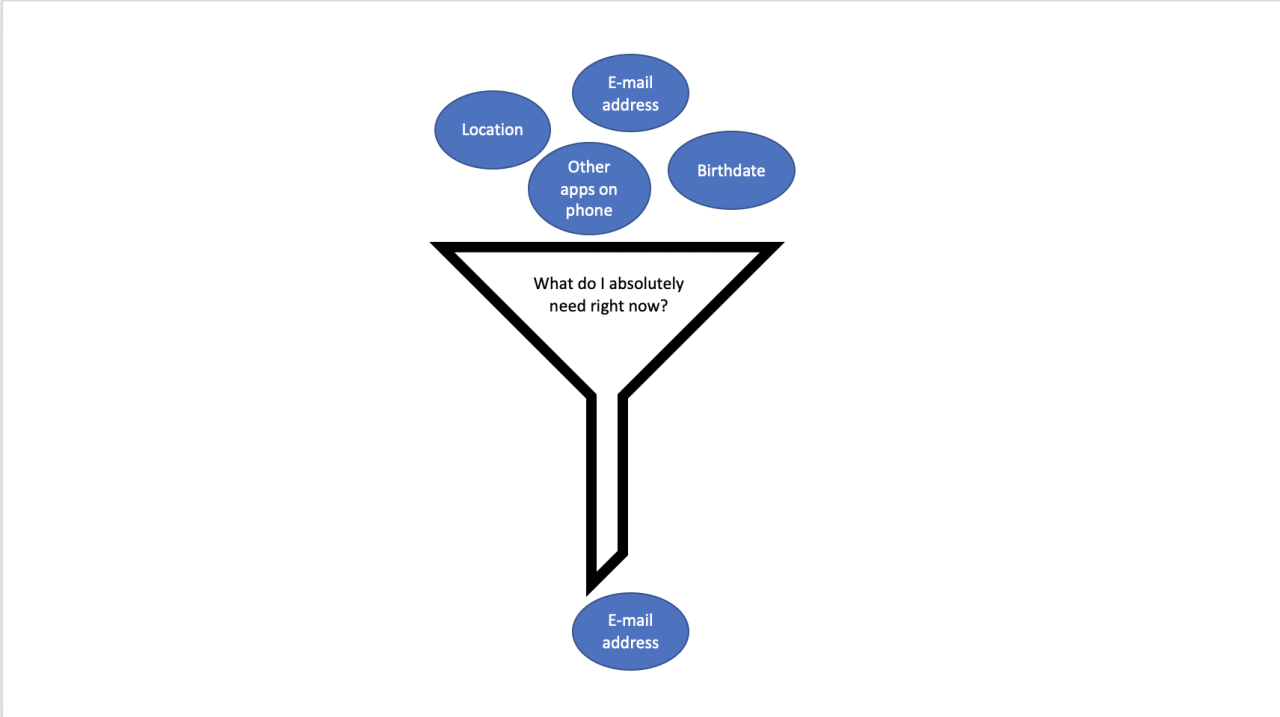 E-mail
address
Location
Other
apps on
phone
Birthdate
What do I absolutely
need right now?
E-mail
address